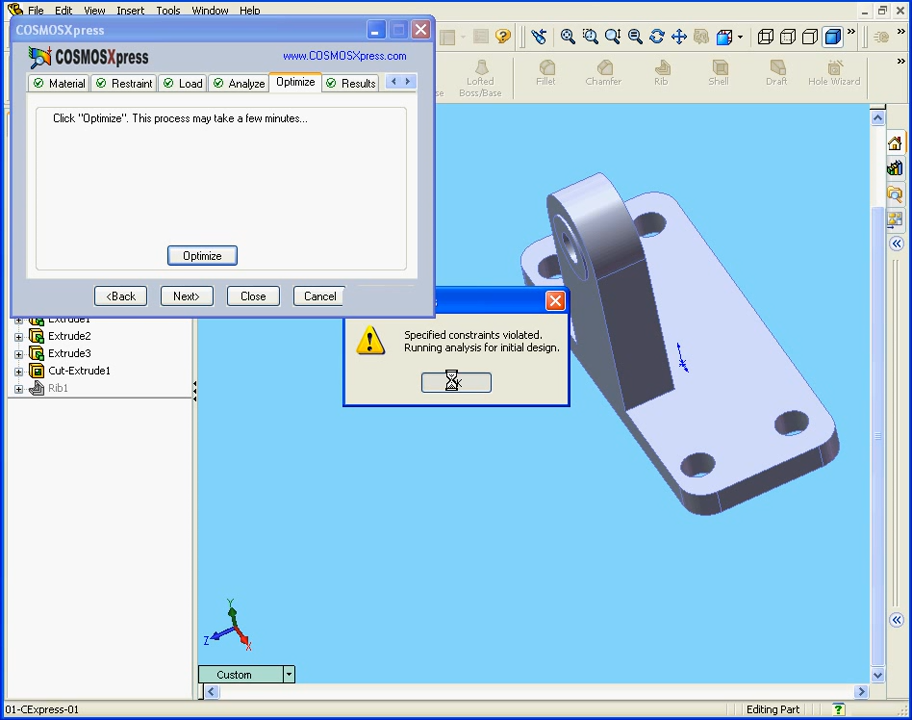 File Edit View Insert Tools Window Help
COSMOSXpress
COSMOSXpress
www.COSMOSXpress.com
Material Restraint Load Analyze Optimize Results
Click "Optimize". This process may take a few minutes...
Optimize
<Back Next> Close Cancel
Lofted Boss/Base
Fillet Chamfer Rib Shell Draft Hole Wizard
Specified constraints violated.
Running analysis for initial design.
Extrude1
Extrude2
Extrude3
Cut-Extrude1
Rib1
Y
Z
X
Custom
01-CExpress-01
Editing Part